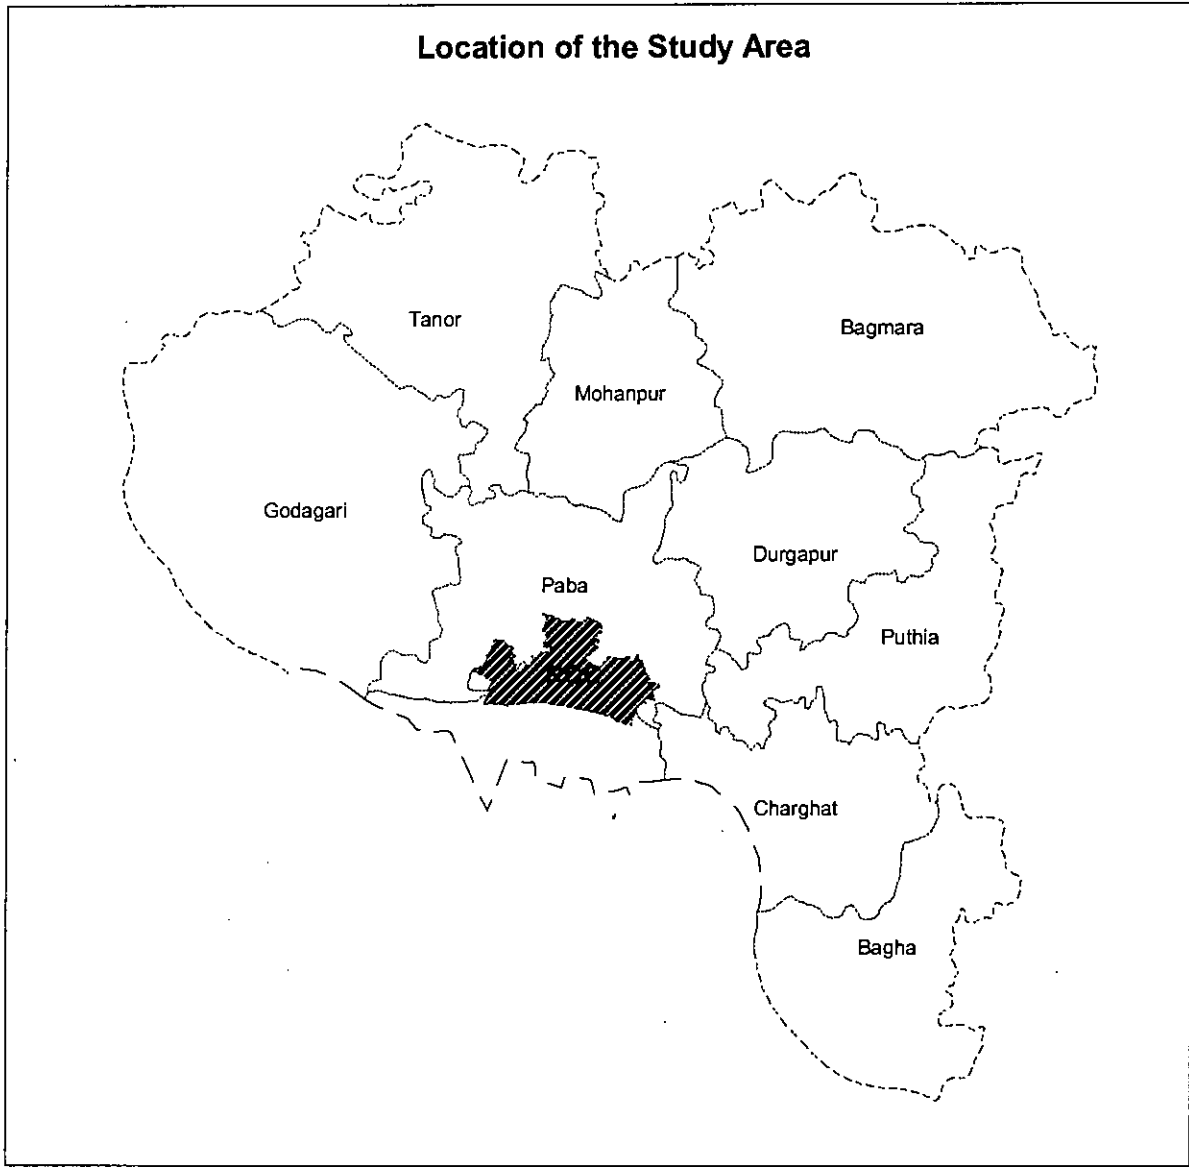 Location of the Study Area
Tanor
Bagmara
Mohanpur
Godagari
Durgapur
Paba
Puthia
Charghat
Bagha